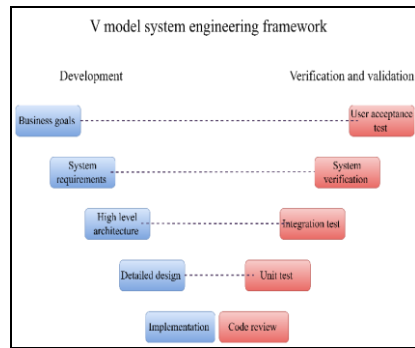 V model system engineering framework
Development
Verification and validation
Business goals
User acceptance
test
System
requirements
System
verification
High level
architecture
Integration test
Detailed design
Unit test
Implementation
Code review